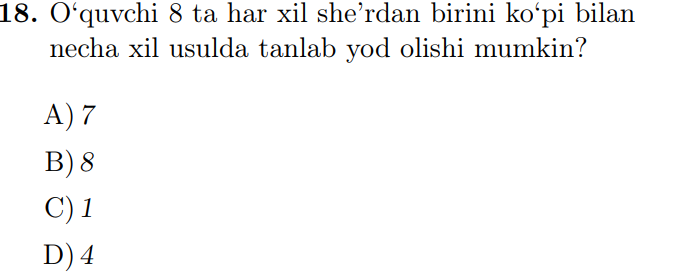 18. O‘quvchi 8 ta har xil she’rdan birini ko‘pi bilan
necha xil usulda tanlab yod olishi mumkin?
A) 7
B) 8
C) 1
D) 4